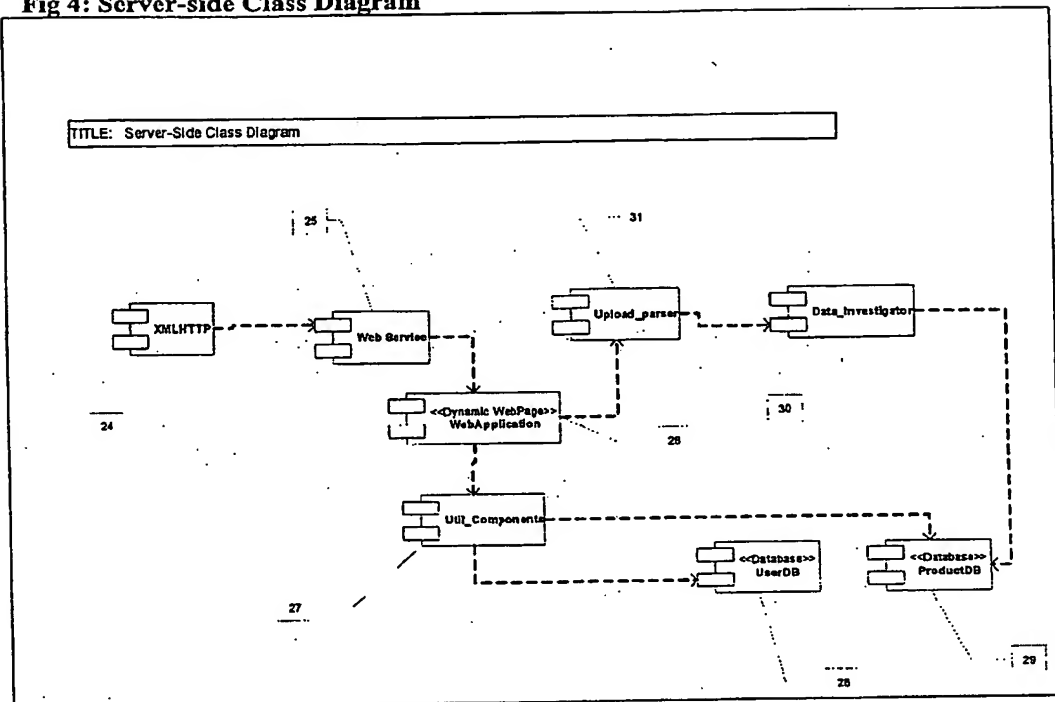 Fig 4: Server-side Class Diagram
TITLE: Server-Side Class Diagram
25
31
XMLHTTP
Web Service
Upload_parser
Data_Investigator
24
<<Dynamic WebPage>>
WebApplication
26
30
Util_Components
<<Database>>
UserDB
<<Database>>
ProductDB
27
28
29